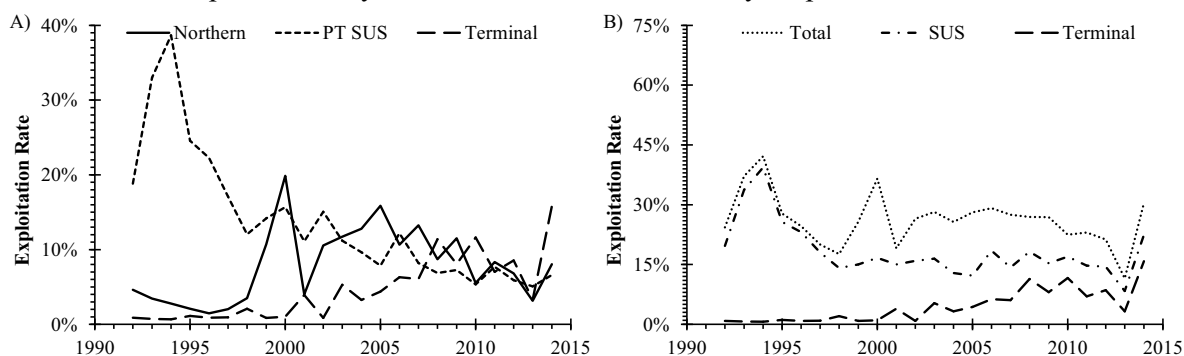 A)
40%
Northern
PT SUS
Terminal
30%
20%
10%
0%
Exploitation Rate
1990
1995
2000
2005
2010
2015
B)
75%
Total
SUS
Terminal
60%
45%
30%
15%
0%
Exploitation Rate
1990
1995
2000
2005
2010
2015